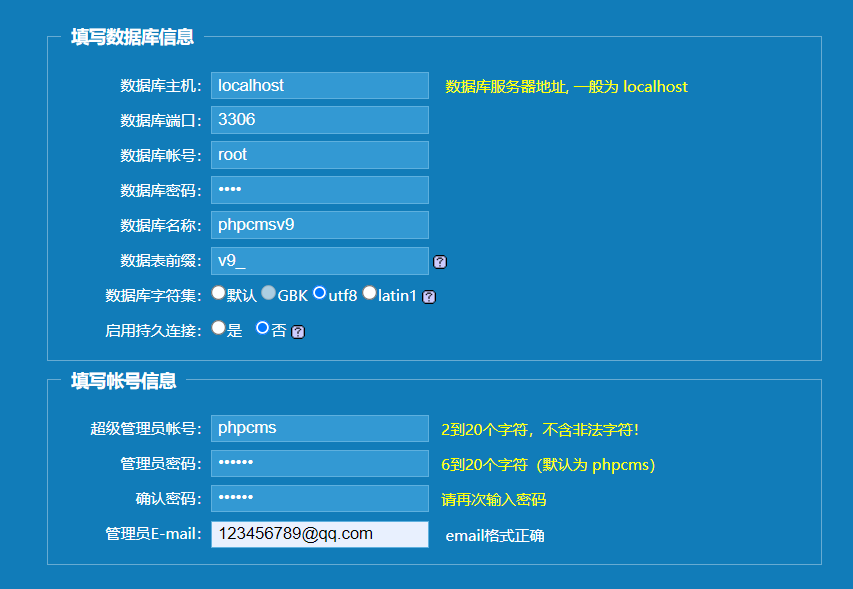 填写数据库信息
数据库主机： localhost 数据库服务器地址, 一般为 localhost
数据库端口： 3306
数据库帐号： root
数据库密码： ••••
数据库名称： phpcmsv9
数据表前缀： v9_ ?
数据库字符集： 默认 GBK utf8 latin1 ?
启用持久连接： 是 否 ?
填写帐号信息
超级管理员帐号： phpcms 2到20个字符，不含非法字符！
管理员密码： •••••• 6到20个字符（默认为 phpcms）
确认密码： •••••• 请再次输入密码
管理员E-mail： 123456789@qq.com email格式正确